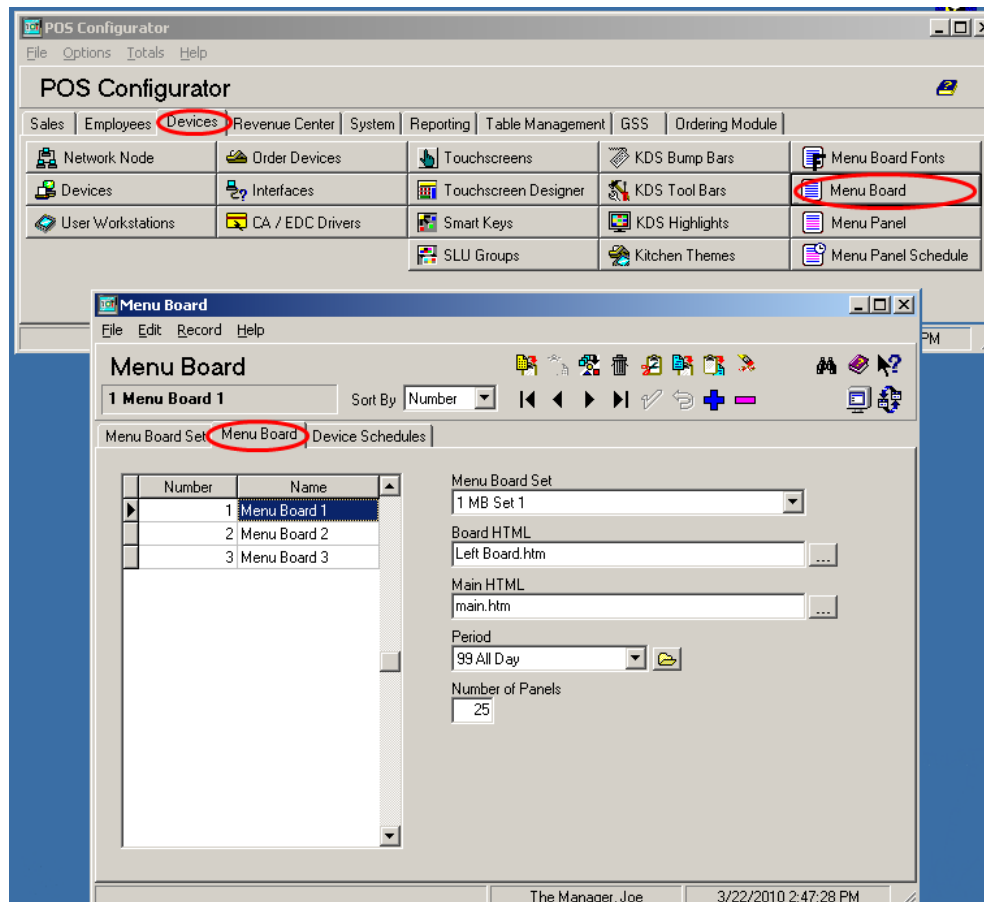 POS Configurator
File Options Totals Help
POS Configurator
Sales Employees Devices Revenue Center System Reporting Table Management GSS Ordering Module
Network Node Order Devices Touchscreens KDS Bump Bars Menu Board Fonts
Devices Interfaces Touchscreen Designer KDS Tool Bars Menu Board
User Workstations CA / EDC Drivers Smart Keys KDS Highlights Menu Panel
SLU Groups Kitchen Themes Menu Panel Schedule
PM
Menu Board
File Edit Record Help
Menu Board
1 Menu Board 1 Sort By Number
Menu Board Set Menu Board Device Schedules
Number Name
1 Menu Board 1
2 Menu Board 2
3 Menu Board 3
Menu Board Set
1 MB Set 1
Board HTML
Left Board.htm ...
Main HTML
main.htm ...
Period
99 All Day
Number of Panels
25
The Manager, Joe 3/22/2010 2:47:28 PM